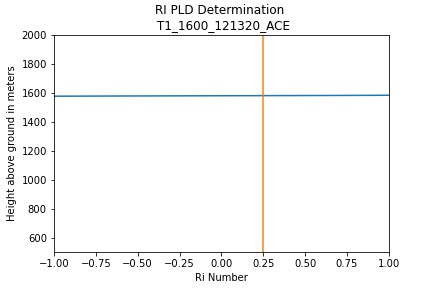 RI PLD Determination
T1_1600_121320_ACE
2000
1800
1600
1400
1200
1000
800
600
Height above ground in meters
−1.00 −0.75 −0.50 −0.25 0.00 0.25 0.50 0.75 1.00
Ri Number